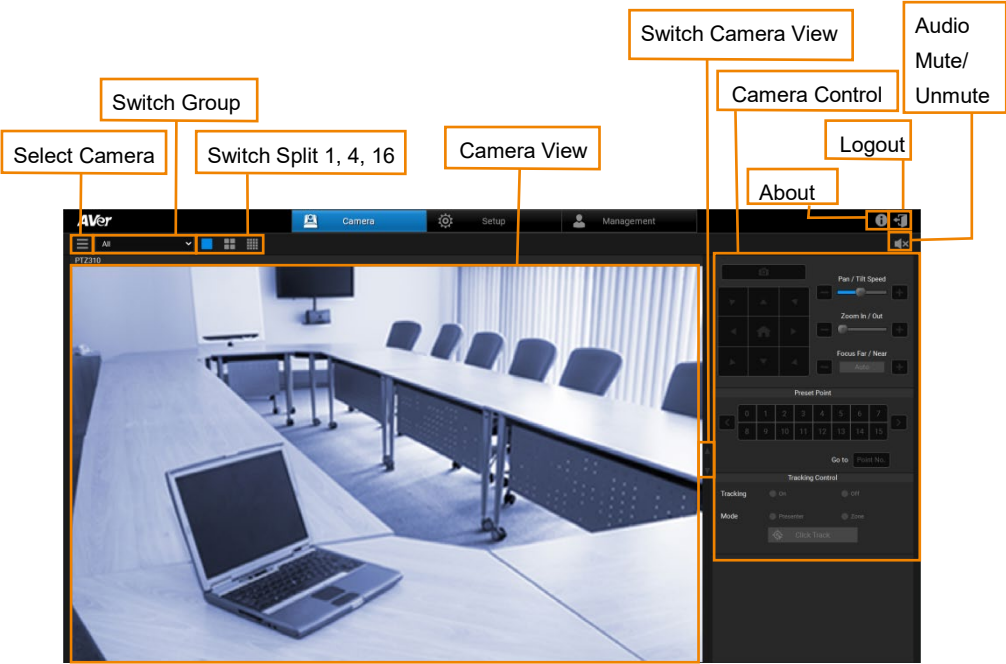 Switch Camera View
Audio
Mute/
Unmute
Camera Control
Switch Group
Logout
Select Camera
Switch Split 1, 4, 16
Camera View
About
AVer
Camera
Setup
Management
All
PTZ310
Pan / Tilt Speed
Zoom In / Out
Focus Far / Near
Auto
Preset Point
0 1 2 3 4 5 6 7
8 9 10 11 12 13 14 15
Go to Point No.
Tracking Control
Tracking On Off
Mode Presenter Zone
Click Track